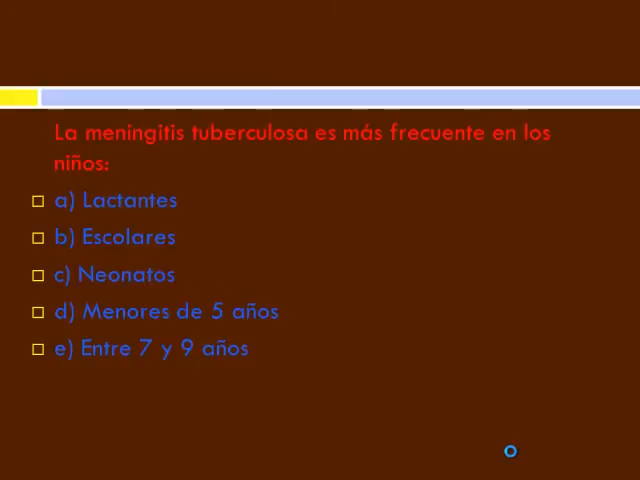 La meningitis tuberculosa es más frecuente en los
niños:
a) Lactantes
b) Escolares
c) Neonatos
d) Menores de 5 años
e) Entre 7 y 9 años